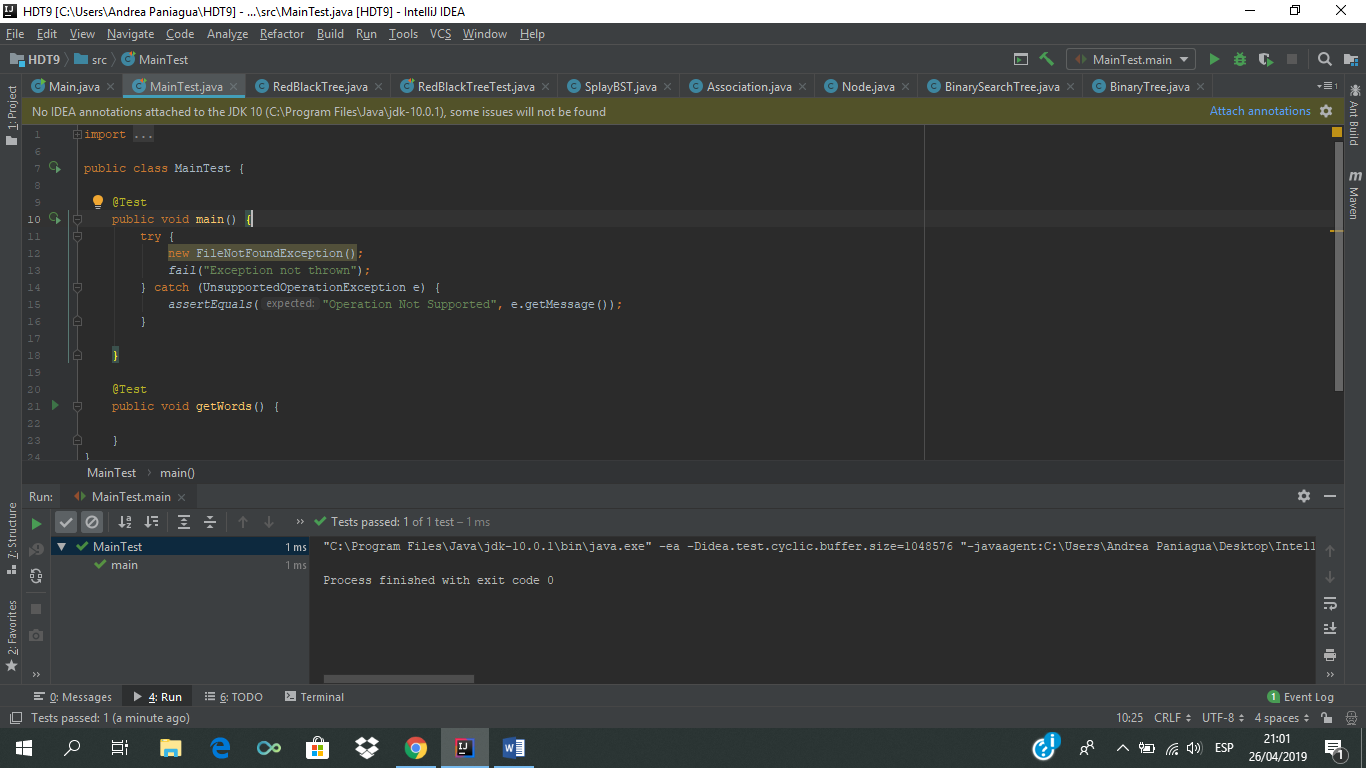 HDT9 [C:\Users\Andrea Paniagua\HDT9] - ...\src\MainTest.java [HDT9] - IntelliJ IDEA
File Edit View Navigate Code Analyze Refactor Build Run Tools VCS Window Help
HDT9 src MainTest MainTest.main
Main.java MainTest.java RedBlackTree.java RedBlackTreeTest.java SplayBST.java Association.java Node.java BinarySearchTree.java BinaryTree.java
No IDEA annotations attached to the JDK 10 (C:\Program Files\Java\jdk-10.0.1), some issues will not be found Attach annotations
1: Project
Ant Build
Maven
1 import ...
6
7 public class MainTest {
8
9 @Test
10 public void main() {
11 try {
12 new FileNotFoundException();
13 fail("Exception not thrown");
14 } catch (UnsupportedOperationException e) {
15 assertEquals( expected: "Operation Not Supported", e.getMessage());
16 }
17
18 }
19
20 @Test
21 public void getWords() {
22
23 }
24 }
MainTest main()
Run: MainTest.main
7: Structure
2: Favorites
Tests passed: 1 of 1 test – 1 ms
MainTest 1 ms
main 1 ms
"C:\Program Files\Java\jdk-10.0.1\bin\java.exe" -ea -Didea.test.cyclic.buffer.size=1048576 "-javaagent:C:\Users\Andrea Paniagua\Desktop\Intell
Process finished with exit code 0
0: Messages 4: Run 6: TODO Terminal 1 Event Log
Tests passed: 1 (a minute ago) 10:25 CRLF UTF-8 4 spaces
ESP
21:01
26/04/2019
1